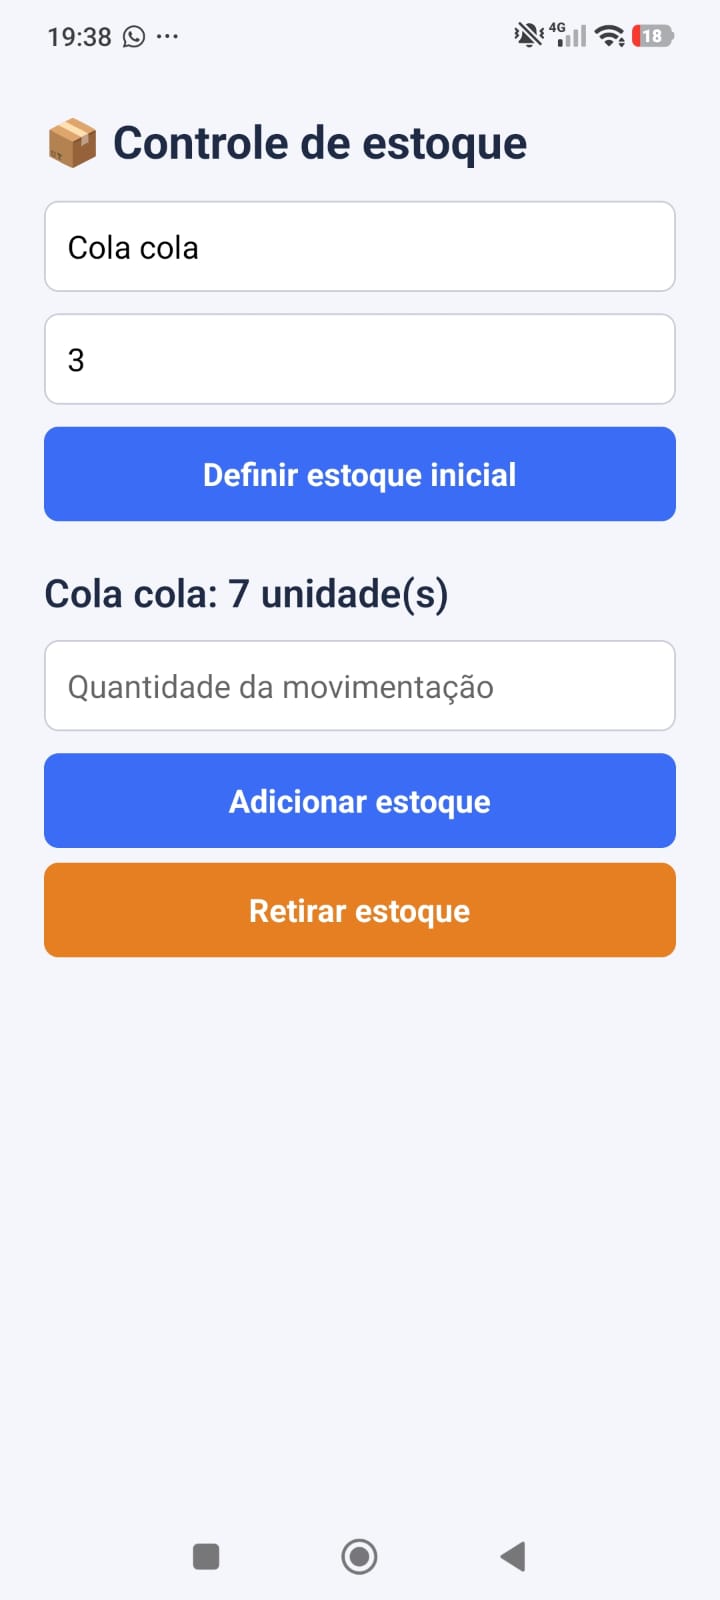 19:38
4G
18
Controle de estoque
Cola cola
3
Definir estoque inicial
Cola cola: 7 unidade(s)
Quantidade da movimentação
Adicionar estoque
Retirar estoque